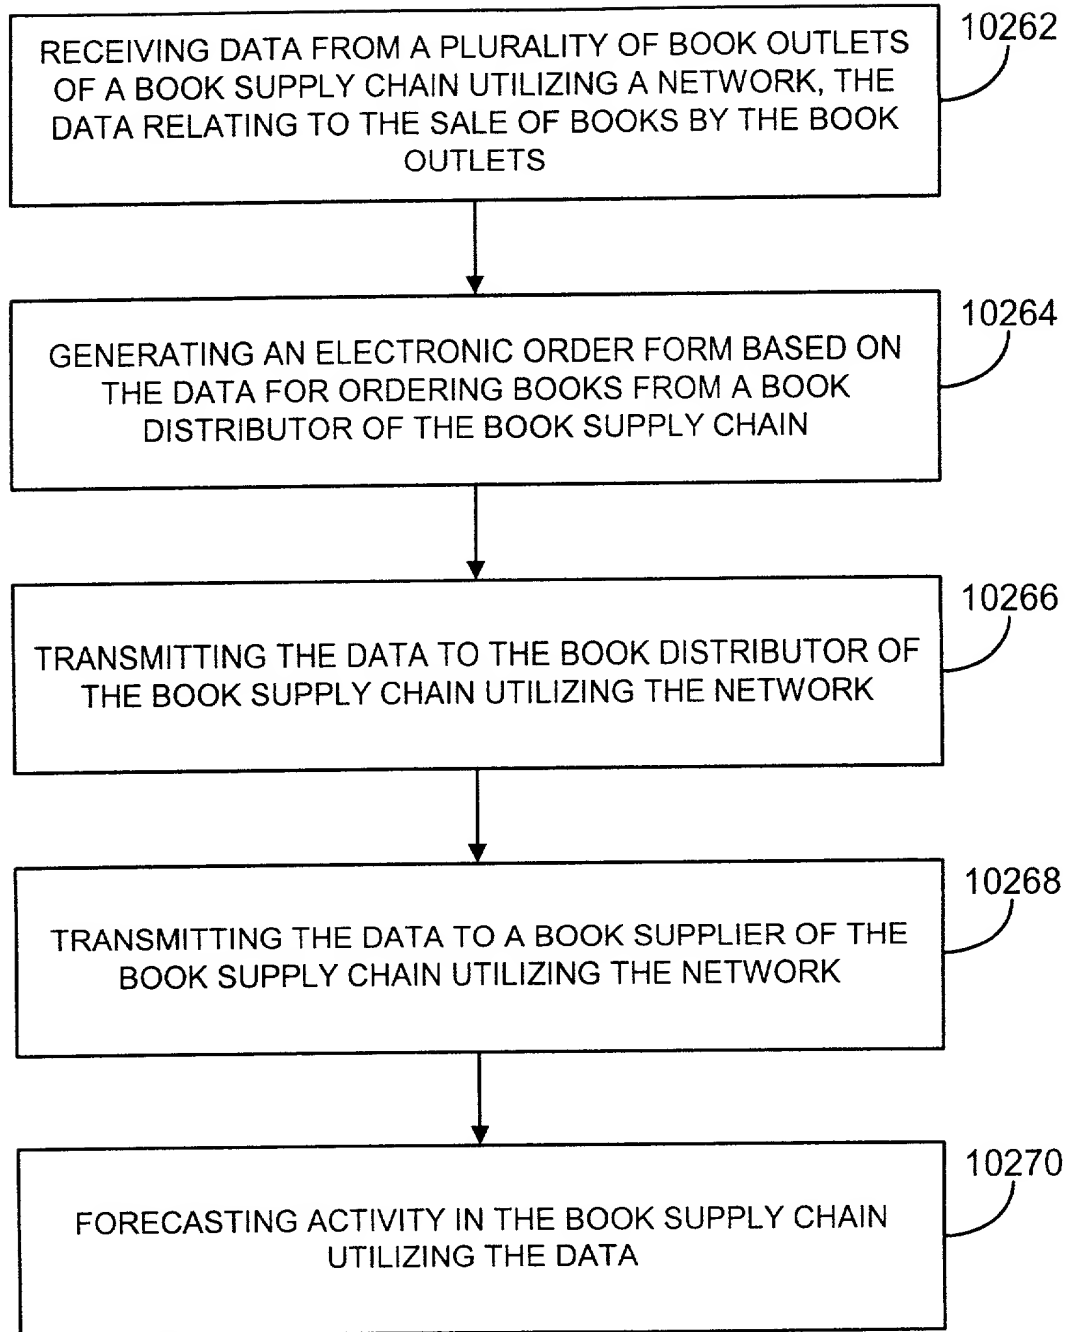 10262
RECEIVING DATA FROM A PLURALITY OF BOOK OUTLETS
OF A BOOK SUPPLY CHAIN UTILIZING A NETWORK, THE
DATA RELATING TO THE SALE OF BOOKS BY THE BOOK
OUTLETS
10264
GENERATING AN ELECTRONIC ORDER FORM BASED ON
THE DATA FOR ORDERING BOOKS FROM A BOOK
DISTRIBUTOR OF THE BOOK SUPPLY CHAIN
10266
TRANSMITTING THE DATA TO THE BOOK DISTRIBUTOR OF
THE BOOK SUPPLY CHAIN UTILIZING THE NETWORK
10268
TRANSMITTING THE DATA TO A BOOK SUPPLIER OF THE
BOOK SUPPLY CHAIN UTILIZING THE NETWORK
10270
FORECASTING ACTIVITY IN THE BOOK SUPPLY CHAIN
UTILIZING THE DATA